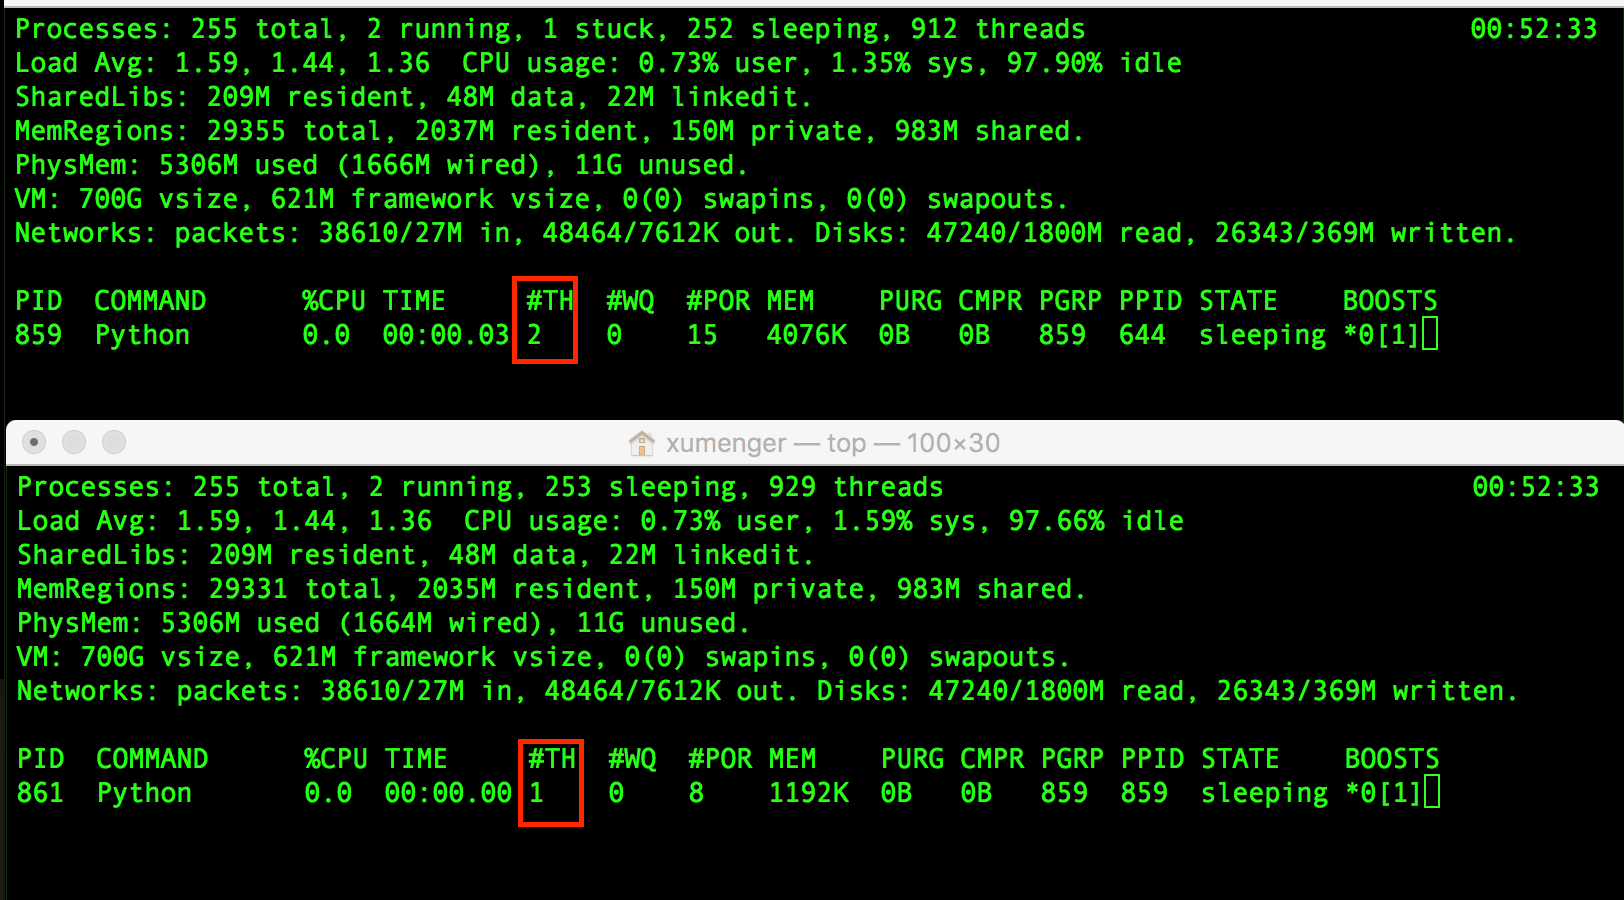 Processes: 255 total, 2 running, 1 stuck, 252 sleeping, 912 threads 00:52:33
Load Avg: 1.59, 1.44, 1.36  CPU usage: 0.73% user, 1.35% sys, 97.90% idle
SharedLibs: 209M resident, 48M data, 22M linkedit.
MemRegions: 29355 total, 2037M resident, 150M private, 983M shared.
PhysMem: 5306M used (1666M wired), 11G unused.
VM: 700G vsize, 621M framework vsize, 0(0) swapins, 0(0) swapouts.
Networks: packets: 38610/27M in, 48464/7612K out. Disks: 47240/1800M read, 26343/369M written.
PID  COMMAND      %CPU TIME     #TH  #WQ  #POR MEM    PURG CMPR PGRP PPID STATE    BOOSTS
859  Python       0.0  00:00.03 2    0    15   4076K  0B   0B   859  644  sleeping *0[1]
xumenger — top — 100×30
Processes: 255 total, 2 running, 253 sleeping, 929 threads 00:52:33
Load Avg: 1.59, 1.44, 1.36  CPU usage: 0.73% user, 1.59% sys, 97.66% idle
SharedLibs: 209M resident, 48M data, 22M linkedit.
MemRegions: 29331 total, 2035M resident, 150M private, 983M shared.
PhysMem: 5306M used (1664M wired), 11G unused.
VM: 700G vsize, 621M framework vsize, 0(0) swapins, 0(0) swapouts.
Networks: packets: 38610/27M in, 48464/7612K out. Disks: 47240/1800M read, 26343/369M written.
PID  COMMAND      %CPU TIME     #TH  #WQ  #POR MEM    PURG CMPR PGRP PPID STATE    BOOSTS
861  Python       0.0  00:00.00 1    0    8    1192K  0B   0B   859  859  sleeping *0[1]